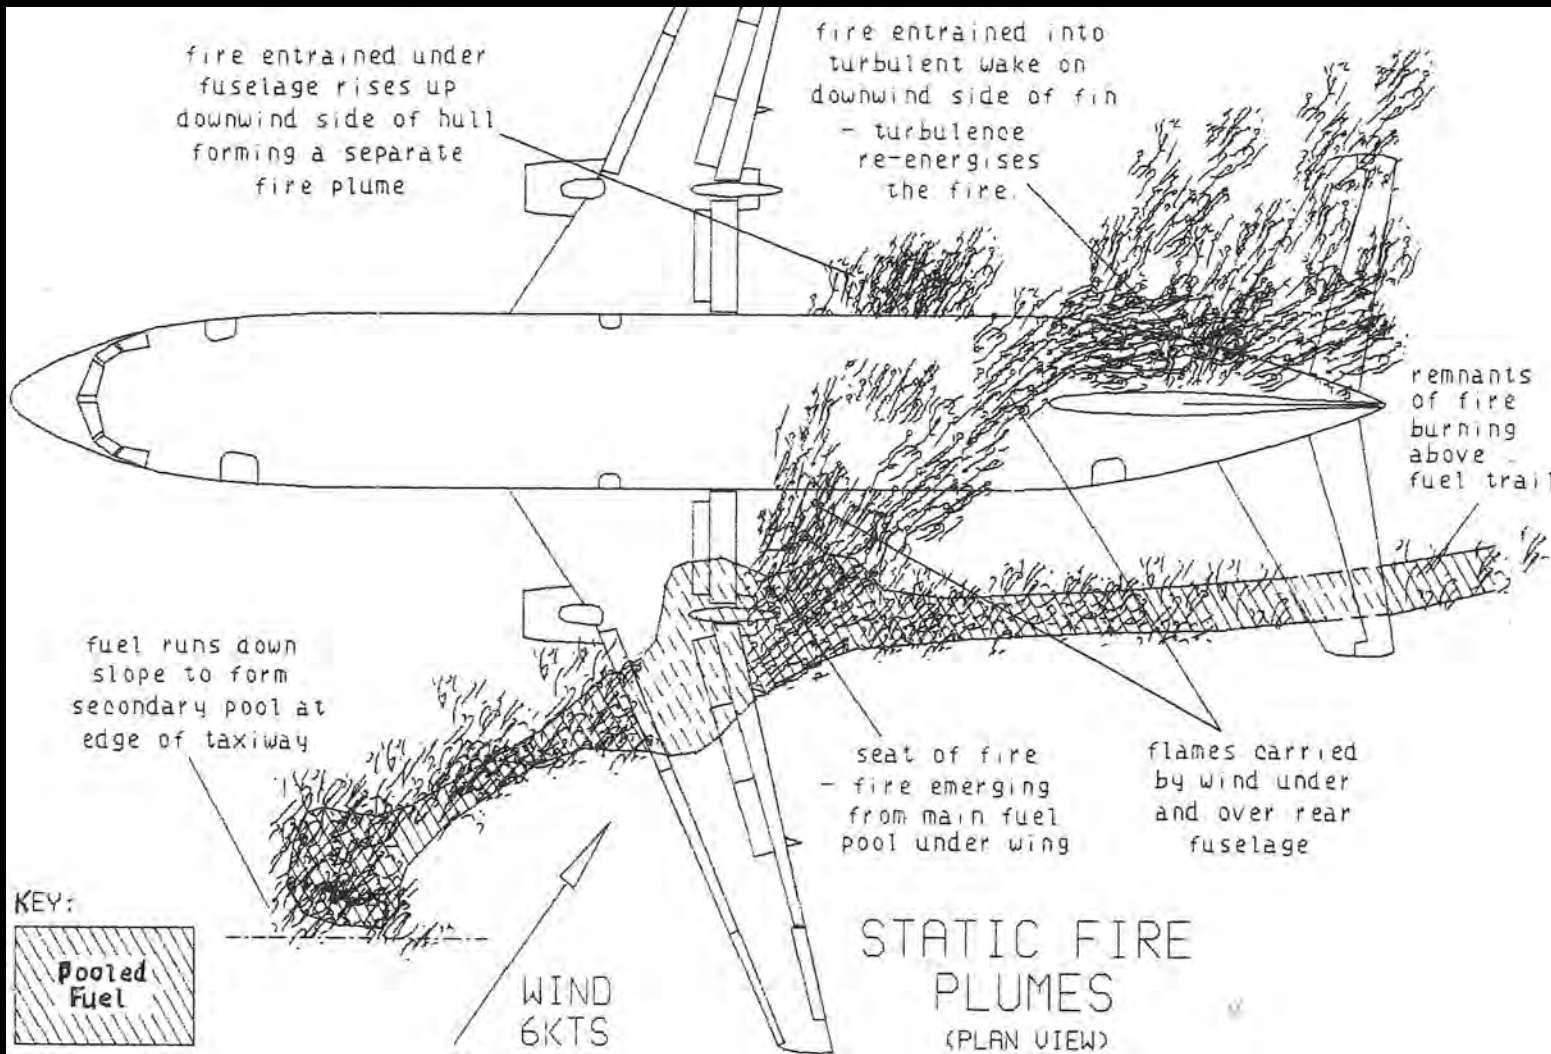 fire entrained under
fuselage rises up
downwind side of hull
forming a separate
fire plume
fire entrained into
turbulent wake on
downwind side of fin
- turbulence
re-energises
the fire.
remnants
of fire
burning
above
fuel trail
fuel runs down
slope to form
secondary pool at
edge of taxiway
seat of fire
- fire emerging
from main fuel
pool under wing
flames carried
by wind under
and over rear
fuselage
KEY:
Pooled
Fuel
WIND
6KTS
STATIC FIRE
PLUMES
(PLAN VIEW)